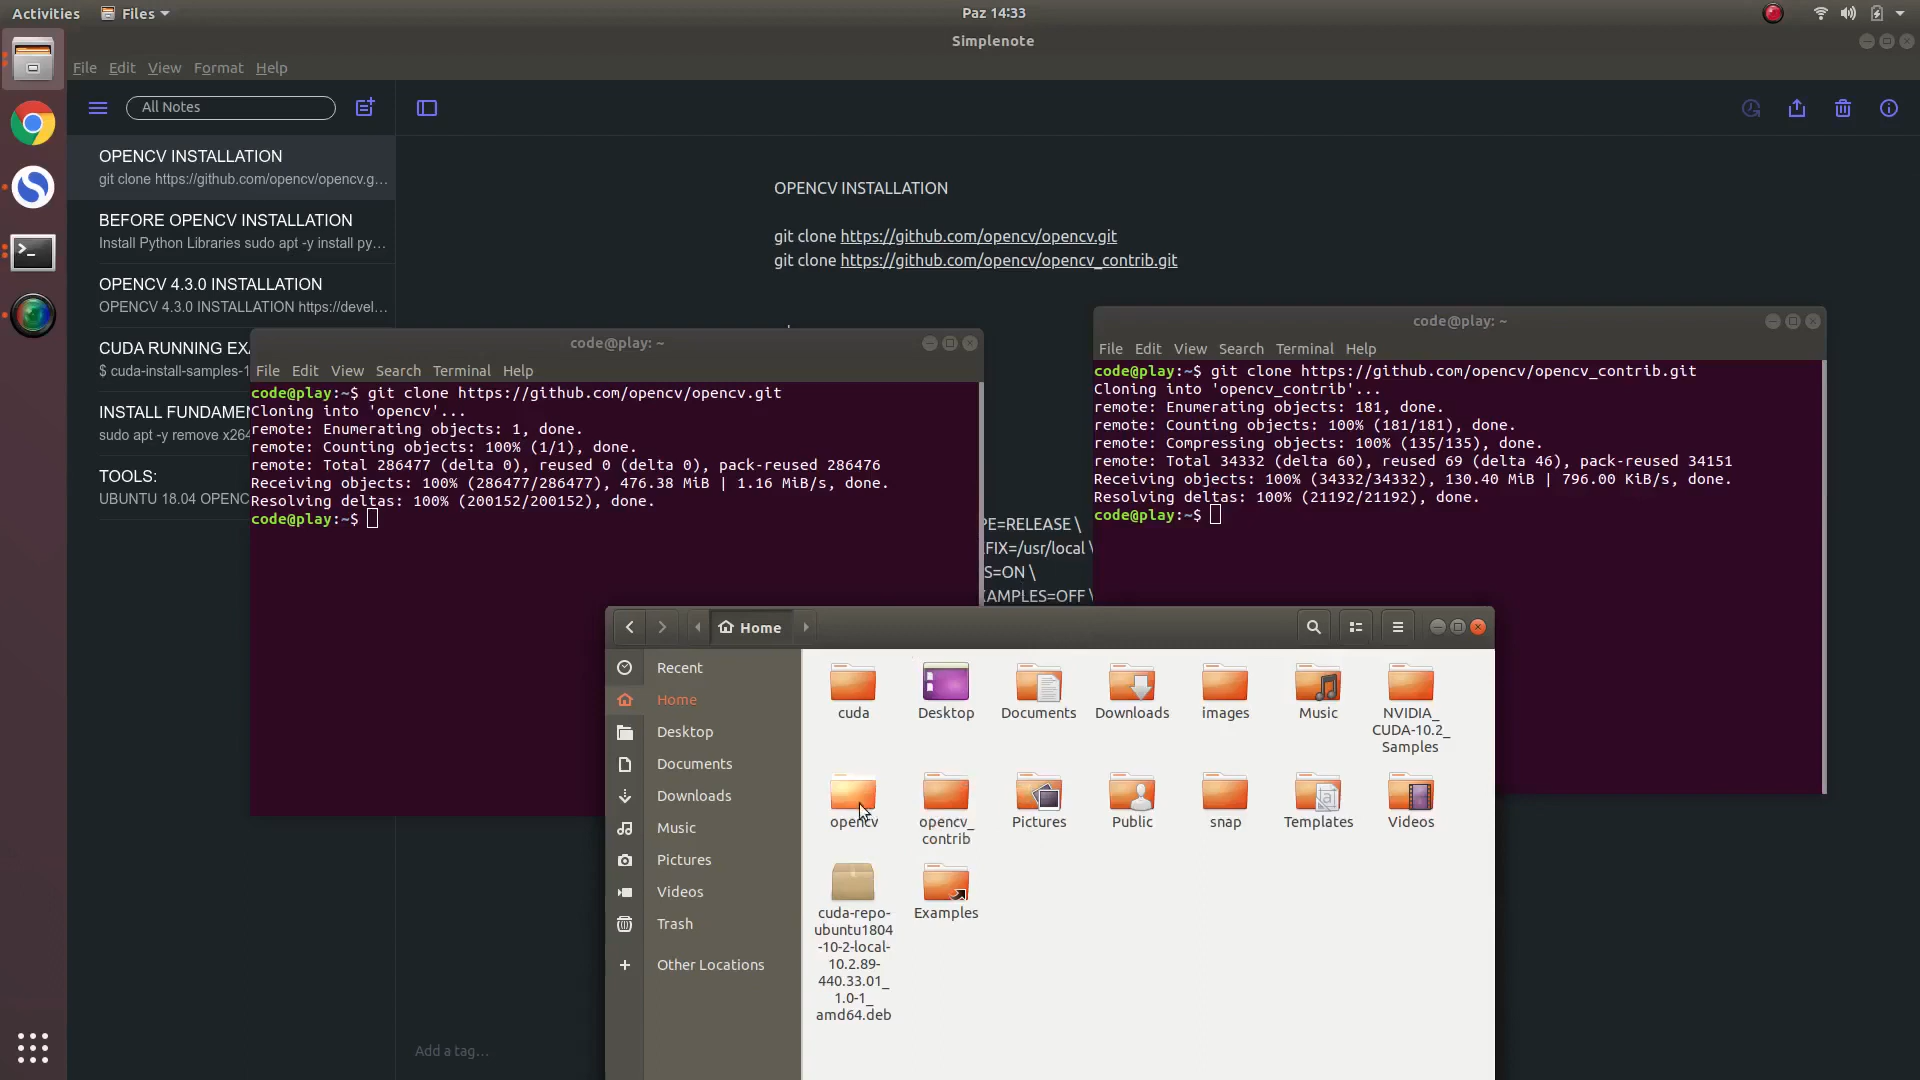 Activities
Files
Paz 14:33
Simplenote
File Edit View Format Help
All Notes
OPENCV INSTALLATION
git clone https://github.com/opencv/opencv.g...
BEFORE OPENCV INSTALLATION
Install Python Libraries sudo apt -y install py...
OPENCV 4.3.0 INSTALLATION
OPENCV 4.3.0 INSTALLATION https://devel...
CUDA RUNNING EXA
$ cuda-install-samples-1
INSTALL FUNDAMEN
sudo apt -y remove x264
TOOLS:
UBUNTU 18.04 OPENC
OPENCV INSTALLATION
git clone https://github.com/opencv/opencv.git
git clone https://github.com/opencv/opencv_contrib.git
PE=RELEASE \
FIX=/usr/local \
S=ON \
AMPLES=OFF \
Add a tag...
code@play: ~
File Edit View Search Terminal Help
code@play:~$ git clone https://github.com/opencv/opencv.git
Cloning into 'opencv'...
remote: Enumerating objects: 1, done.
remote: Counting objects: 100% (1/1), done.
remote: Total 286477 (delta 0), reused 0 (delta 0), pack-reused 286476
Receiving objects: 100% (286477/286477), 476.38 MiB | 1.16 MiB/s, done.
Resolving deltas: 100% (200152/200152), done.
code@play:~$
code@play: ~
File Edit View Search Terminal Help
code@play:~$ git clone https://github.com/opencv/opencv_contrib.git
Cloning into 'opencv_contrib'...
remote: Enumerating objects: 181, done.
remote: Counting objects: 100% (181/181), done.
remote: Compressing objects: 100% (135/135), done.
remote: Total 34332 (delta 60), reused 69 (delta 46), pack-reused 34151
Receiving objects: 100% (34332/34332), 130.40 MiB | 796.00 KiB/s, done.
Resolving deltas: 100% (21192/21192), done.
code@play:~$
Home
Recent
Home
Desktop
Documents
Downloads
Music
Pictures
Videos
Trash
Other Locations
cuda
Desktop
Documents
Downloads
images
Music
NVIDIA_
CUDA-10.2_
Samples
opencv
opencv_
contrib
Pictures
Public
snap
Templates
Videos
cuda-repo-
ubuntu1804
-10-2-local-
10.2.89-
440.33.01_
1.0-1_
amd64.deb
Examples